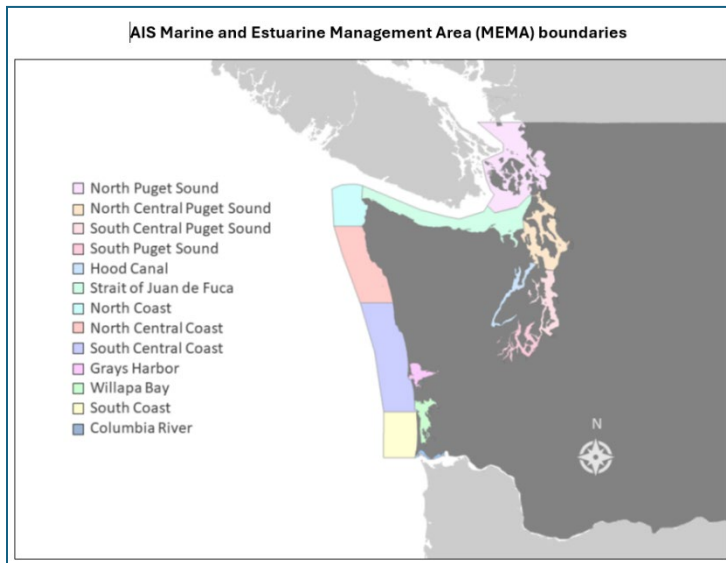 AIS Marine and Estuarine Management Area (MEMA) boundaries
North Puget Sound
North Central Puget Sound
South Central Puget Sound
South Puget Sound
Hood Canal
Strait of Juan de Fuca
North Coast
North Central Coast
South Central Coast
Grays Harbor
Willapa Bay
South Coast
Columbia River
N